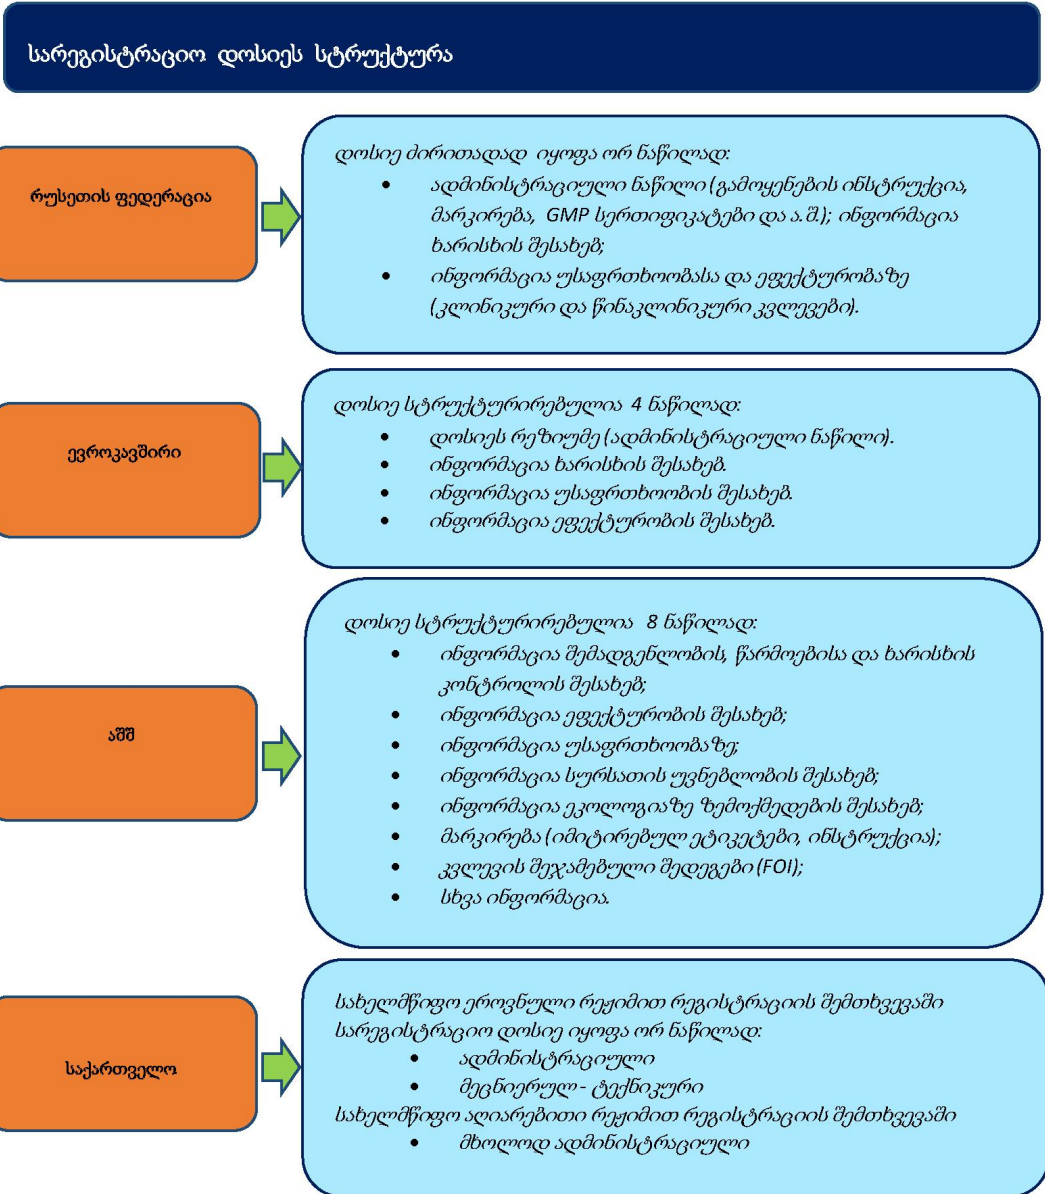 სარეგისტრაციო დოსიეს სტრუქტურა
რუსეთის ფედერაცია
დოსიე ძირითადად იყოფა ორ ნაწილად:
• ადმინისტრაციული ნაწილი (გამოყენების ინსტრუქცია,
მარკირება, GMP სერთიფიკატები და ა.შ.); ინფორმაცია
ხარისხის შესახებ;
• ინფორმაცია უსაფრთხოობასა და ეფექტურობაზე
(კლინიკური და წინაკლინიკური კვლევები).
ევროკავშირი
დოსიე სტრუქტურირებულია 4 ნაწილად:
• დოსიეს რეზიუმე (ადმინისტრაციული ნაწილი).
• ინფორმაცია ხარისხის შესახებ.
• ინფორმაცია უსაფრთხოობის შესახებ.
• ინფორმაცია ეფექტურობის შესახებ.
აშშ
დოსიე სტრუქტურირებულია 8 ნაწილად:
• ინფორმაცია შემადგენლობის, წარმოებისა და ხარისხის
კონტროლის შესახებ;
• ინფორმაცია ეფექტურობის შესახებ;
• ინფორმაცია უსაფრთხოობაზე;
• ინფორმაცია სურსათის უვნებლობის შესახებ;
• ინფორმაცია ეკოლოგიაზე ზემოქმედების შესახებ;
• მარკირება (იმიტირებულ ეტიკეტები, ინსტრუქცია);
• კვლევის შეჯამებული შედეგები (FOI);
• სხვა ინფორმაცია.
საქართველო
სახელმწიფო ეროვნული რეჟიმით რეგისტრაციის შემთხვევაში
სარეგისტრაციო დოსიე იყოფა ორ ნაწილად:
• ადმინისტრაციული
• მეცნიერულ - ტექნიკური
სახელმწიფო აღიარებითი რეჟიმით რეგისტრაციის შემთხვევაში
• მხოლოდ ადმინისტრაციული